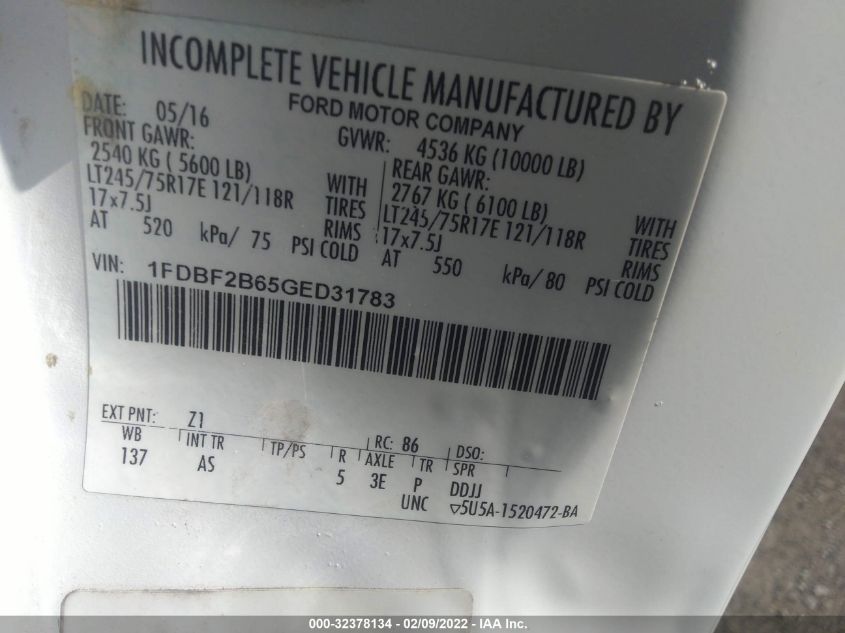 INCOMPLETE VEHICLE MANUFACTURED BY
FORD MOTOR COMPANY
DATE: 05/16 GVWR: 4536 KG (10000 LB)
FRONT GAWR: REAR GAWR:
2540 KG ( 5600 LB) WITH 2767 KG ( 6100 LB) WITH
LT245/75R17E 121/118R TIRES LT245/75R17E 121/118R TIRES
17x7.5J RIMS 17x7.5J RIMS
AT 520 kPa/ 75 PSI COLD AT 550 kPa/ 80 PSI COLD
VIN: 1FDBF2B65GED31783
EXT PNT: Z1 RC: 86 DSO:
WB INT TR TP/PS R AXLE TR SPR
137 AS 5 3E P DDJJ
UNC ▽5U5A-1520472-BA
000-32378134 - 02/09/2022 - IAAI.com